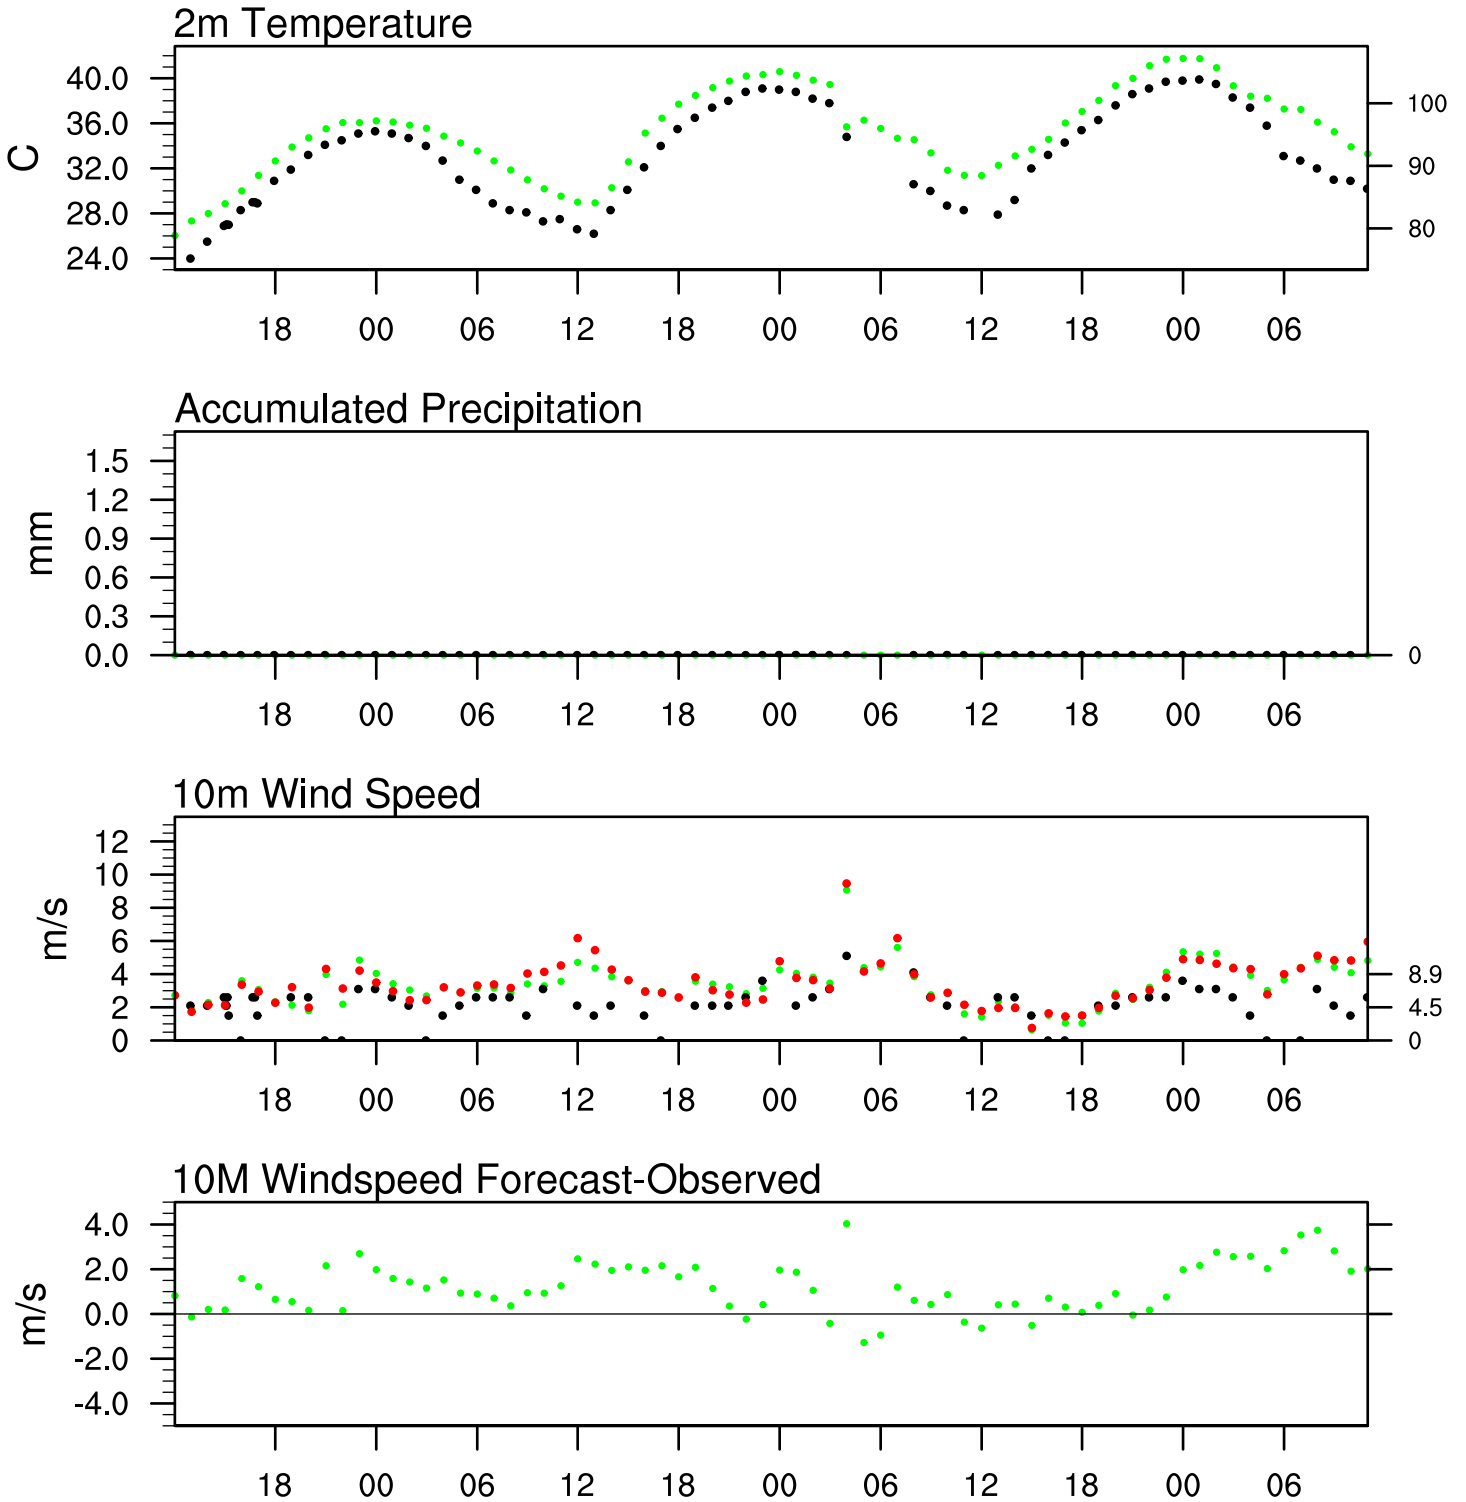 2m Temperature
40.0
36.0
32.0
28.0
24.0
C
100
90
80
18 00 06 12 18 00 06 12 18 00 06
Accumulated Precipitation
1.5
1.2
0.9
0.6
0.3
0.0
mm
0
18 00 06 12 18 00 06 12 18 00 06
10m Wind Speed
12
10
8
6
4
2
0
m/s
8.9
4.5
0
18 00 06 12 18 00 06 12 18 00 06
10M Windspeed Forecast-Observed
4.0
2.0
0.0
-2.0
-4.0
m/s
18 00 06 12 18 00 06 12 18 00 06